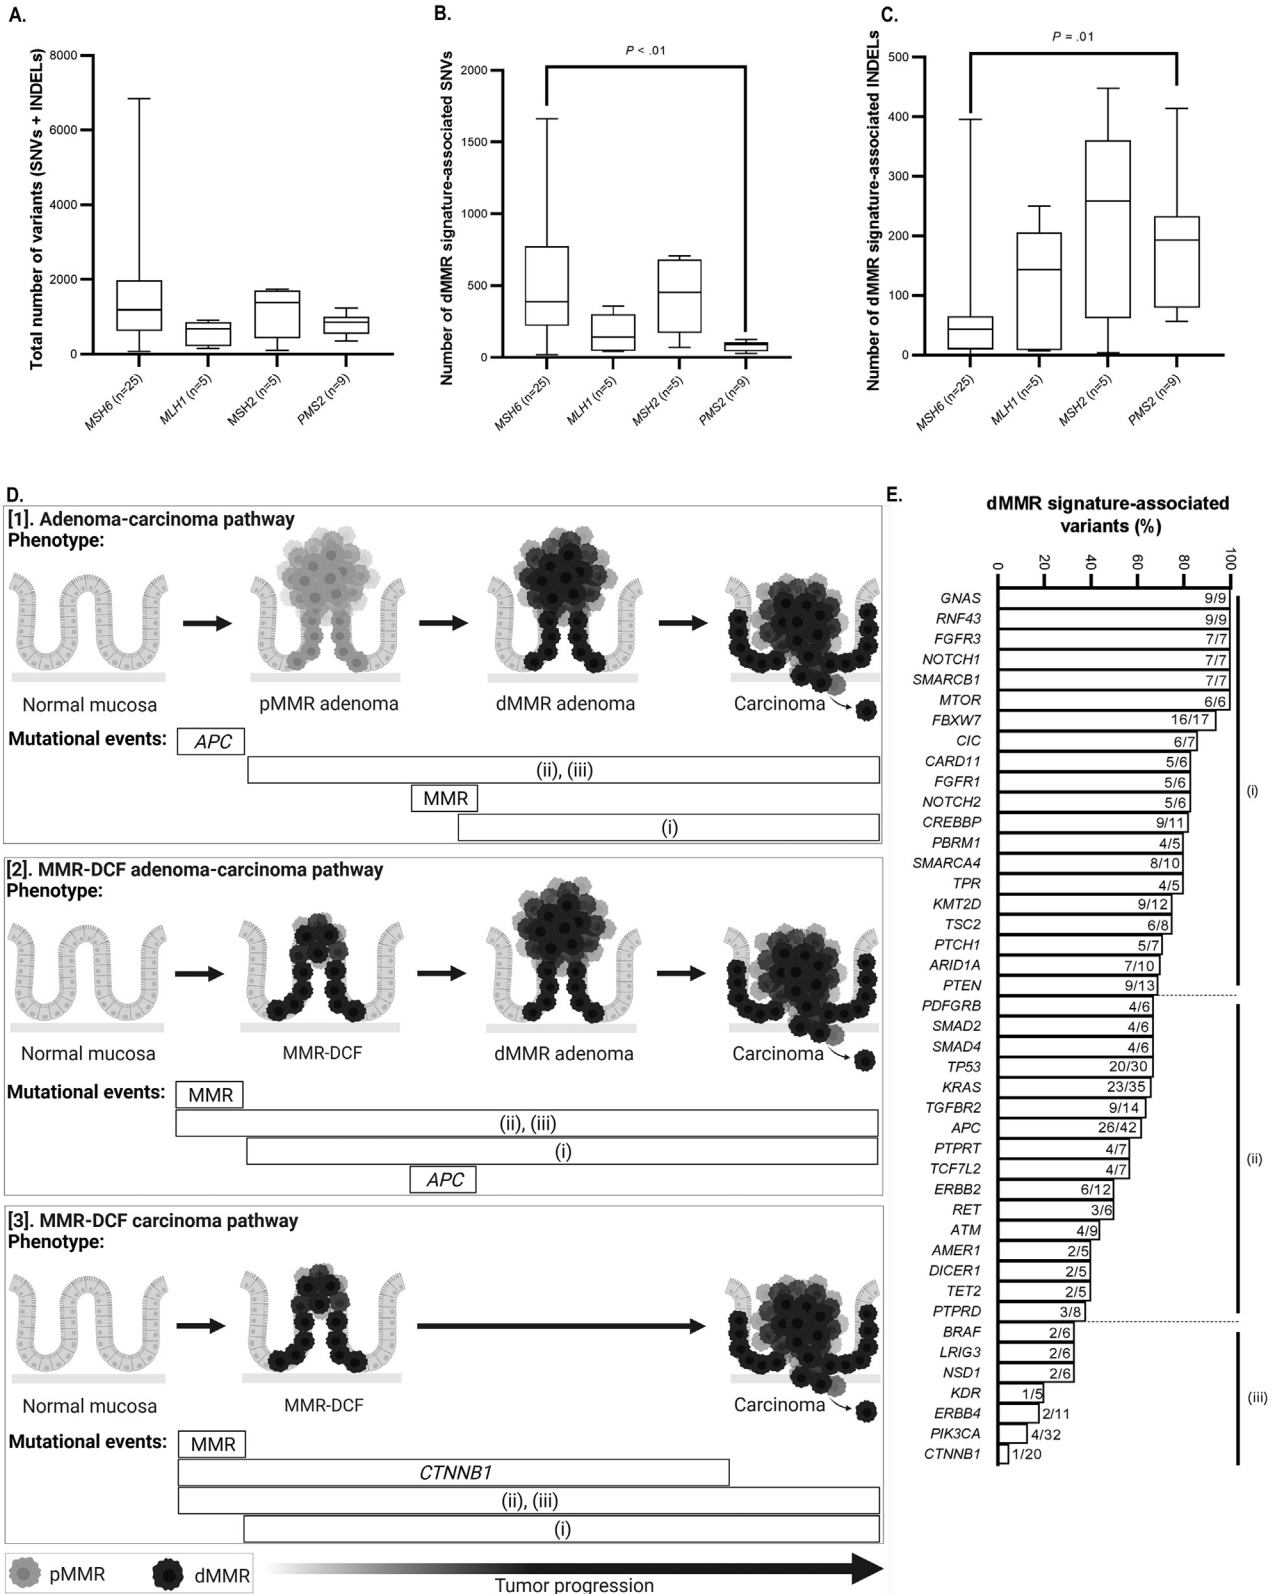 A.
Total number of variants (SNVs + INDELs)
8000
6000
4000
2000
0
MSH6 (n=25)
MLH1 (n=5)
MSH2 (n=5)
PMS2 (n=9)
B.
Number of dMMR signature-associated SNVs
P < .01
2000
1500
1000
500
0
MSH6 (n=25)
MLH1 (n=5)
MSH2 (n=5)
PMS2 (n=9)
C.
Number of dMMR signature-associated INDELs
P = .01
500
400
300
200
100
0
MSH6 (n=25)
MLH1 (n=5)
MSH2 (n=5)
PMS2 (n=9)
D.
[1]. Adenoma-carcinoma pathway
Phenotype:
Normal mucosa
pMMR adenoma
dMMR adenoma
Carcinoma
Mutational events:
APC
(ii), (iii)
MMR
(i)
[2]. MMR-DCF adenoma-carcinoma pathway
Phenotype:
Normal mucosa
MMR-DCF
dMMR adenoma
Carcinoma
Mutational events:
MMR
(ii), (iii)
(i)
APC
[3]. MMR-DCF carcinoma pathway
Phenotype:
Normal mucosa
MMR-DCF
Carcinoma
Mutational events:
MMR
CTNNB1
(ii), (iii)
(i)
pMMR
dMMR
Tumor progression
E.
dMMR signature-associated
variants (%)
0
20
40
60
80
100
GNAS 9/9
RNF43 9/9
FGFR3 7/7
NOTCH1 7/7
SMARCB1 7/7
MTOR 6/6
FBXW7 16/17
CIC 6/7
CARD11 5/6
FGFR1 5/6
NOTCH2 5/6
CREBBP 9/11
PBRM1 4/5
SMARCA4 8/10
TPR 4/5
KMT2D 9/12
TSC2 6/8
PTCH1 5/7
ARID1A 7/10
PTEN 9/13
(i)
PDFGRB 4/6
SMAD2 4/6
SMAD4 4/6
TP53 20/30
KRAS 23/35
TGFBR2 9/14
APC 26/42
PTPRT 4/7
TCF7L2 4/7
ERBB2 6/12
RET 3/6
ATM 4/9
AMER1 2/5
DICER1 2/5
TET2 2/5
PTPRD 3/8
(ii)
BRAF 2/6
LRIG3 2/6
NSD1 2/6
KDR 1/5
ERBB4 2/11
PIK3CA 4/32
CTNNB1 1/20
(iii)